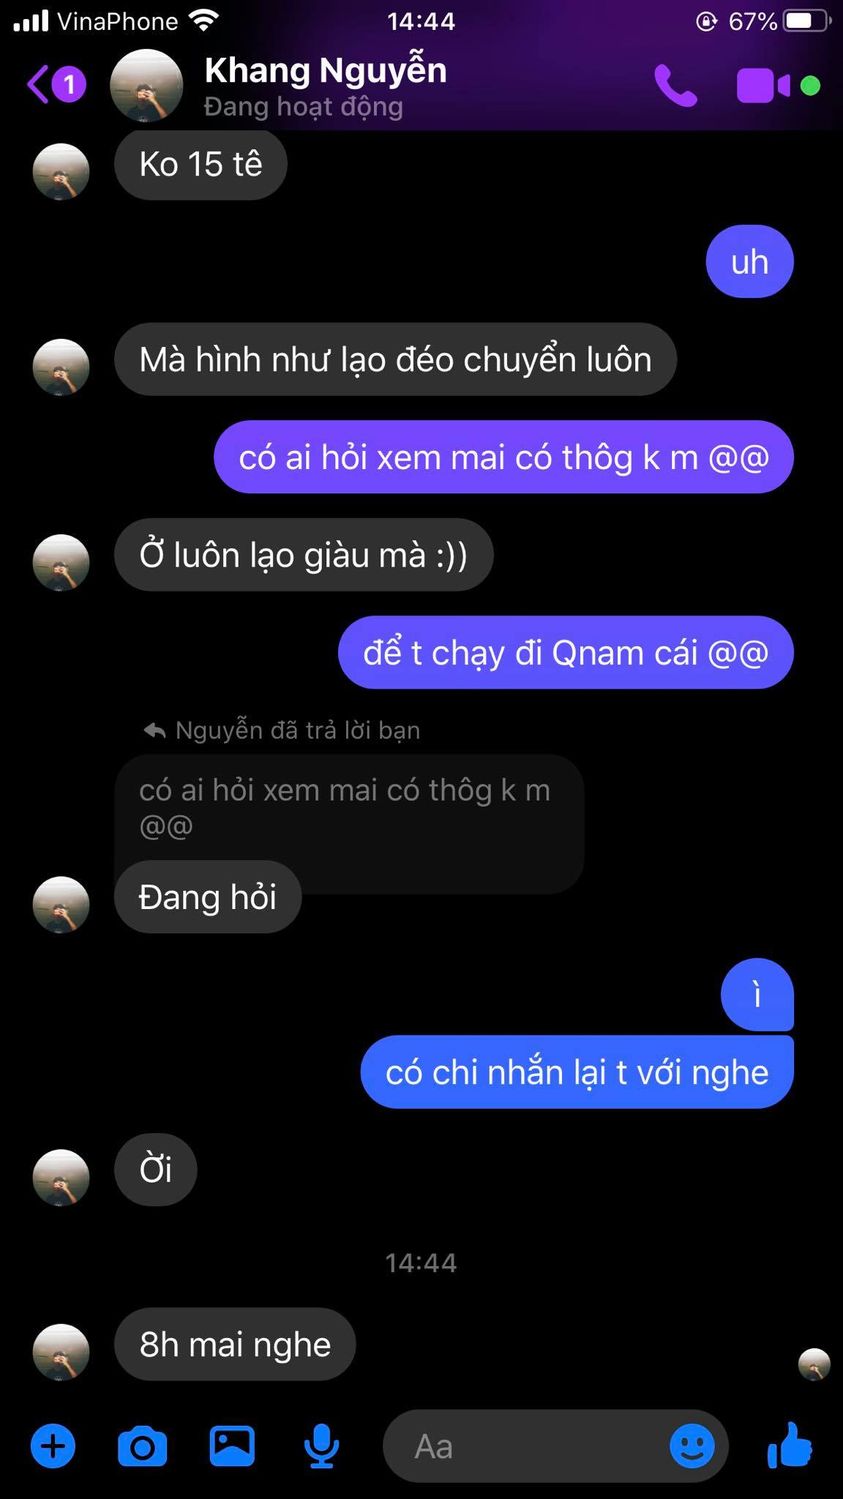 VinaPhone 14:44 67%
1 Khang Nguyễn
Đang hoạt động
Ko 15 tê
uh
Mà hình như lạo đéo chuyển luôn
có ai hỏi xem mai có thôg k m @@
Ở luôn lạo giàu mà :))
để t chạy đi Qnam cái @@
Nguyễn đã trả lời bạn
có ai hỏi xem mai có thôg k m
@@
Đang hỏi
ì
có chi nhắn lại t với nghe
Ời
14:44
8h mai nghe
Aa